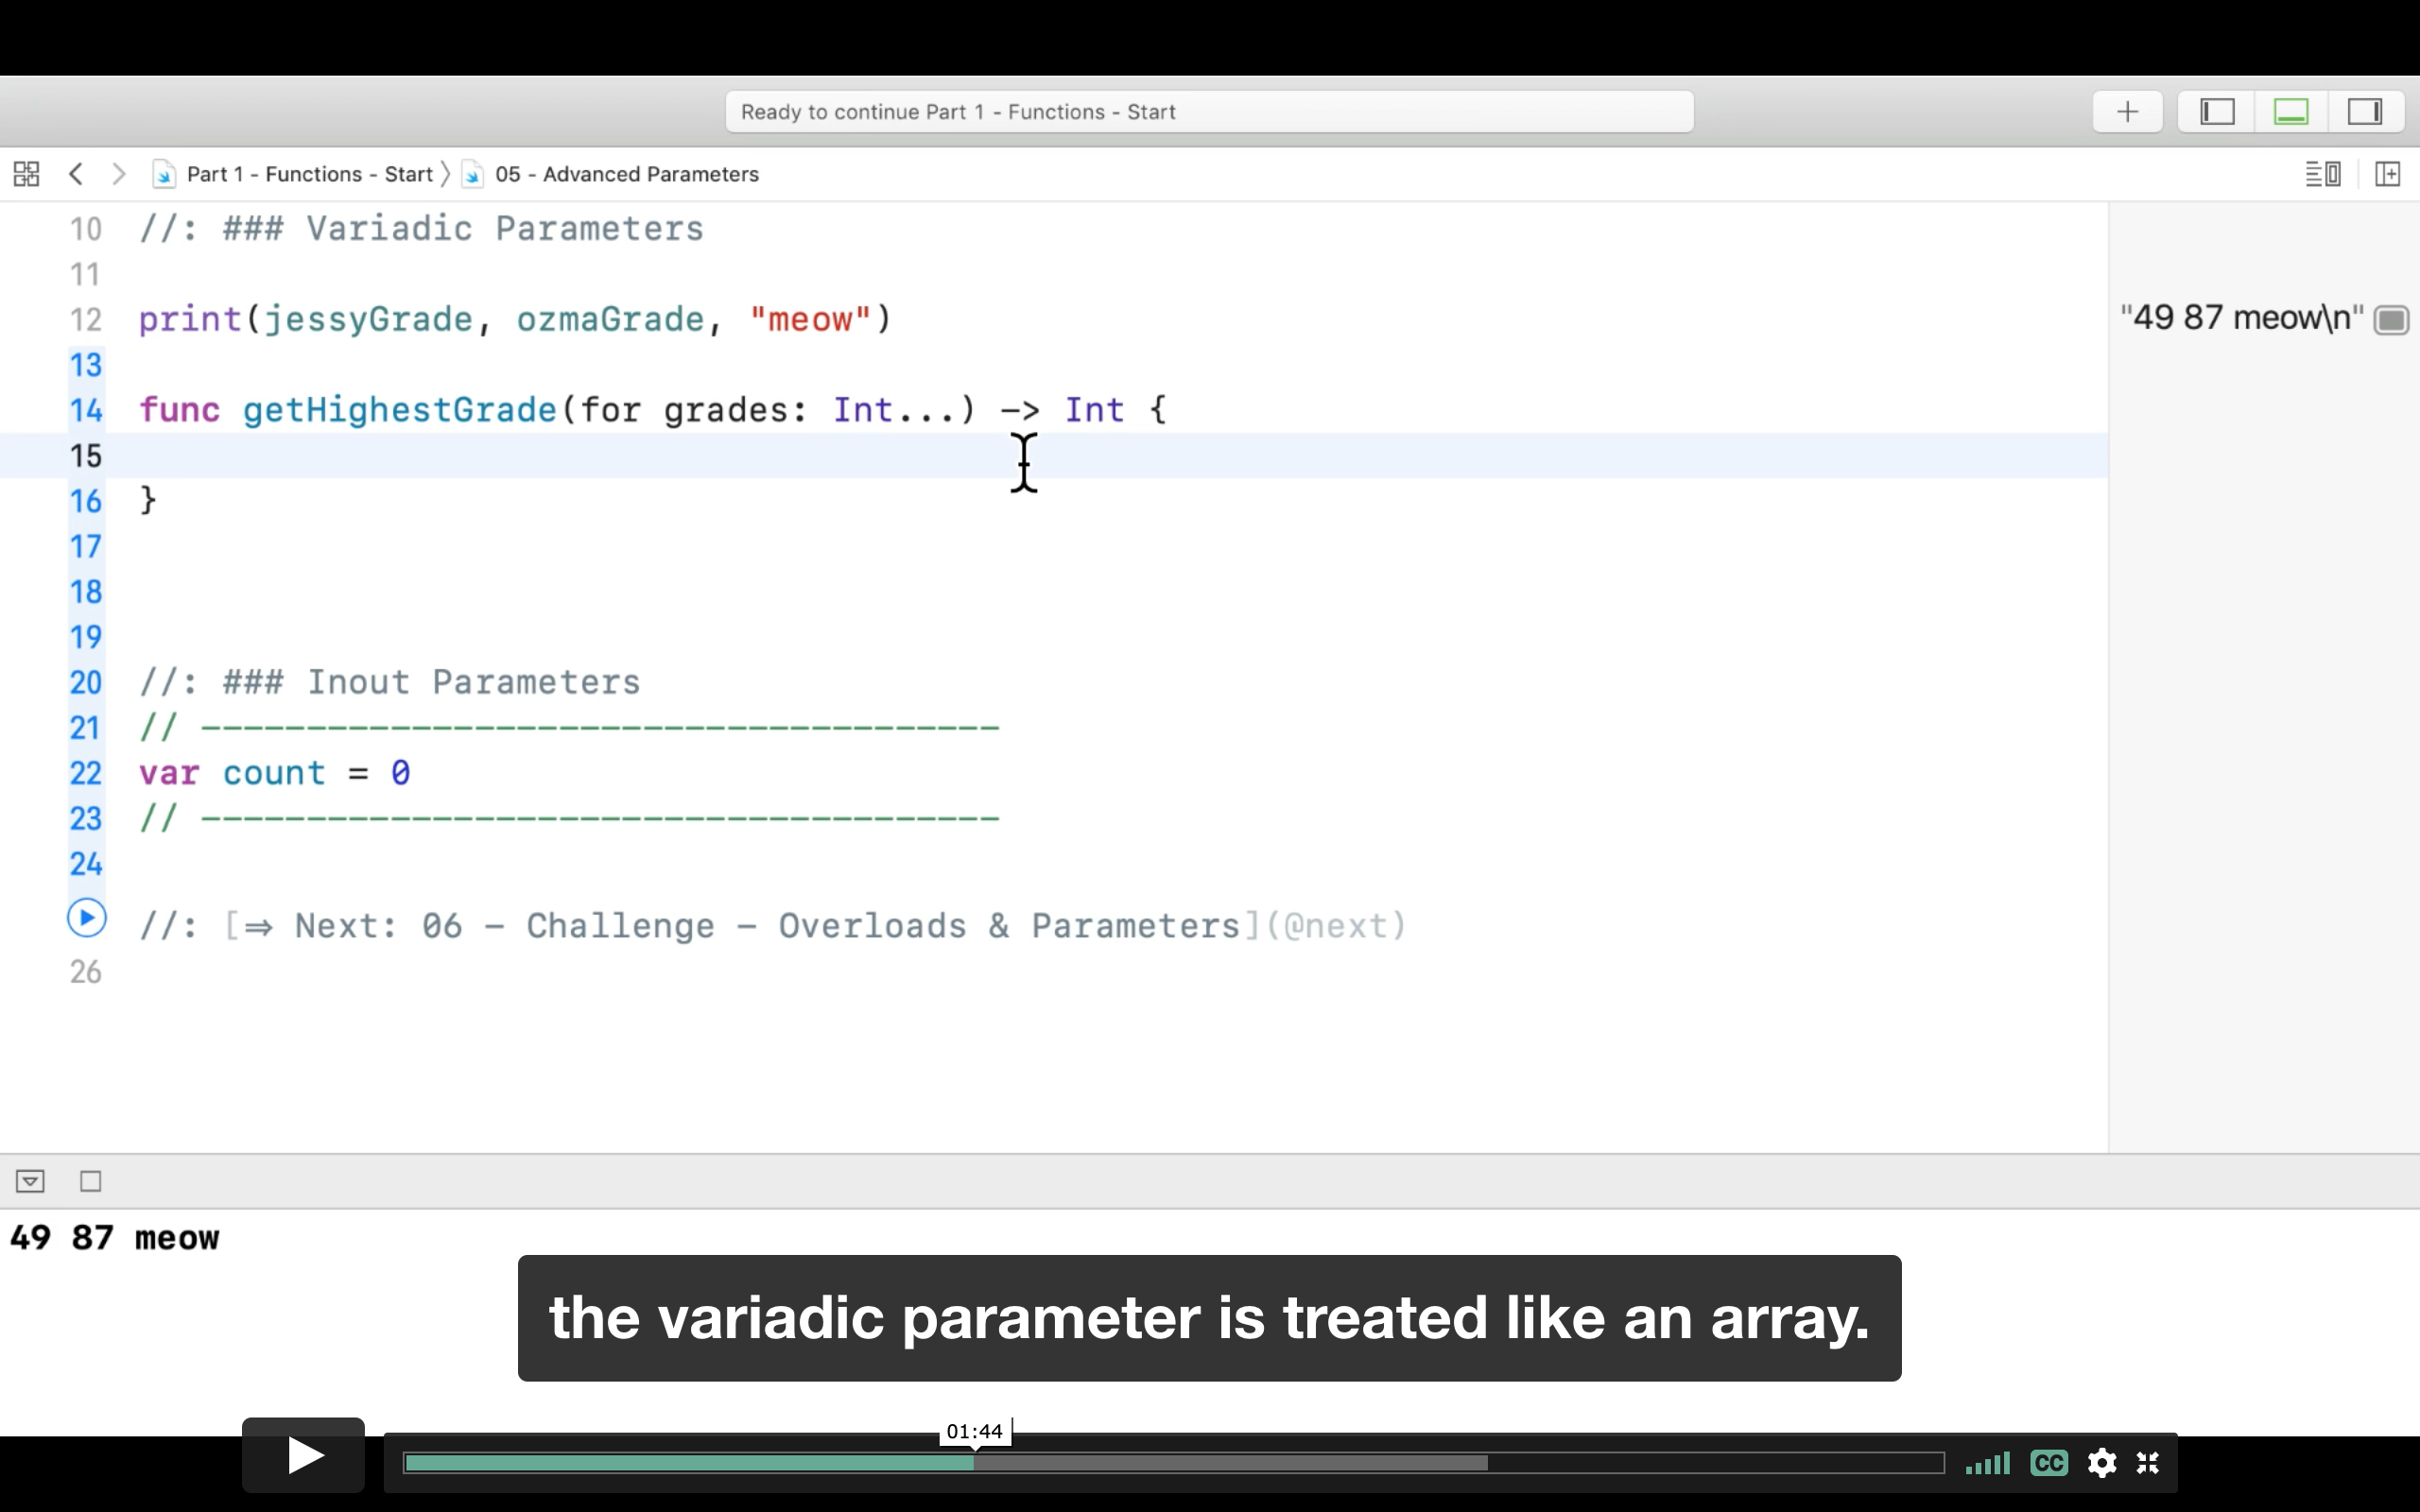 Ready to continue Part 1 - Functions - Start
Part 1 - Functions - Start 〉 05 - Advanced Parameters
10 //: ### Variadic Parameters
11
12 print(jessyGrade, ozmaGrade, "meow")
"49 87 meow\n"
13
14 func getHighestGrade(for grades: Int...) -> Int {
15
16 }
17
18
19
20 //: ### Inout Parameters
21 // --------------------------------------
22 var count = 0
23 // --------------------------------------
24
//: [⇒ Next: 06 - Challenge - Overloads & Parameters](@next)
26
49 87 meow
the variadic parameter is treated like an array.
01:44
CC